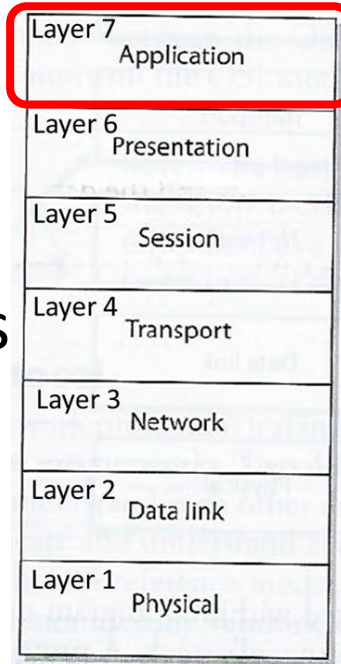 Layer 7
Application
Layer 6
Presentation
Layer 5
Session
s
Layer 4
Transport
Layer 3
Network
Layer 2
Data link
Layer 1
Physical